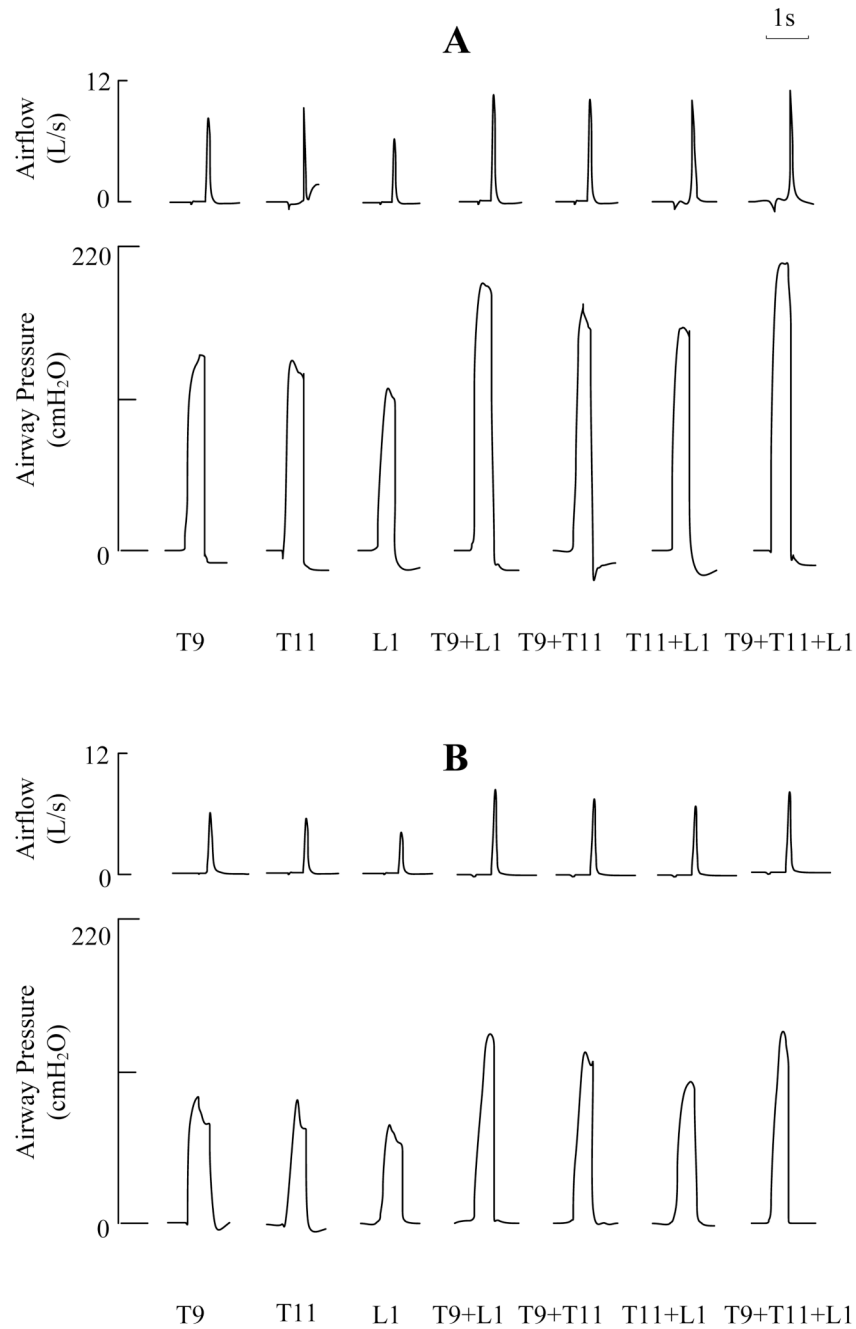 1s
A
12
Airflow
(L/s)
0
220
Airway Pressure
(cmH₂O)
0
T9 T11 L1 T9+L1 T9+T11 T11+L1 T9+T11+L1
B
12
Airflow
(L/s)
0
220
Airway Pressure
(cmH₂O)
0
T9 T11 L1 T9+L1 T9+T11 T11+L1 T9+T11+L1